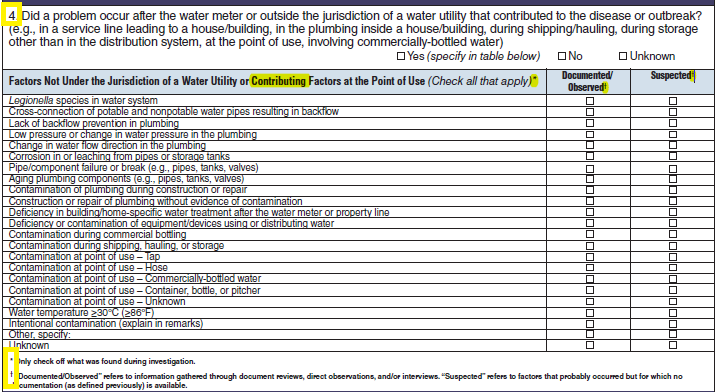 4. Did a problem occur after the water meter or outside the jurisdiction of a water utility that contributed to the disease or outbreak?
(e.g., in a service line leading to a house/building, in the plumbing inside a house/building, during shipping/hauling, during storage
other than in the distribution system, at the point of use, involving commercially-bottled water)
☐ Yes (specify in table below) ☐ No ☐ Unknown
Factors Not Under the Jurisdiction of a Water Utility or Contributing Factors at the Point of Use (Check all that apply)* Documented/ Suspected†
Observed†
Legionella species in water system ☐ ☐
Cross-connection of potable and nonpotable water pipes resulting in backflow ☐ ☐
Lack of backflow prevention in plumbing ☐ ☐
Low pressure or change in water pressure in the plumbing ☐ ☐
Change in water flow direction in the plumbing ☐ ☐
Corrosion in or leaching from pipes or storage tanks ☐ ☐
Pipe/component failure or break (e.g., pipes, tanks, valves) ☐ ☐
Aging plumbing components (e.g., pipes, tanks, valves) ☐ ☐
Contamination of plumbing during construction or repair ☐ ☐
Construction or repair of plumbing without evidence of contamination ☐ ☐
Deficiency in building/home-specific water treatment after the water meter or property line ☐ ☐
Deficiency or contamination of equipment/devices using or distributing water ☐ ☐
Contamination during commercial bottling ☐ ☐
Contamination during shipping, hauling, or storage ☐ ☐
Contamination at point of use – Tap ☐ ☐
Contamination at point of use – Hose ☐ ☐
Contamination at point of use – Commercially-bottled water ☐ ☐
Contamination at point of use – Container, bottle, or pitcher ☐ ☐
Contamination at point of use – Unknown ☐ ☐
Water temperature ≥30°C (≥86°F) ☐ ☐
Intentional contamination (explain in remarks) ☐ ☐
Other, specify: ☐ ☐
Unknown ☐ ☐
* Only check off what was found during investigation.
† "Documented/Observed" refers to information gathered through document reviews, direct observations, and/or interviews. "Suspected" refers to factors that probably occurred but for which no
cumentation (as defined previously) is available.